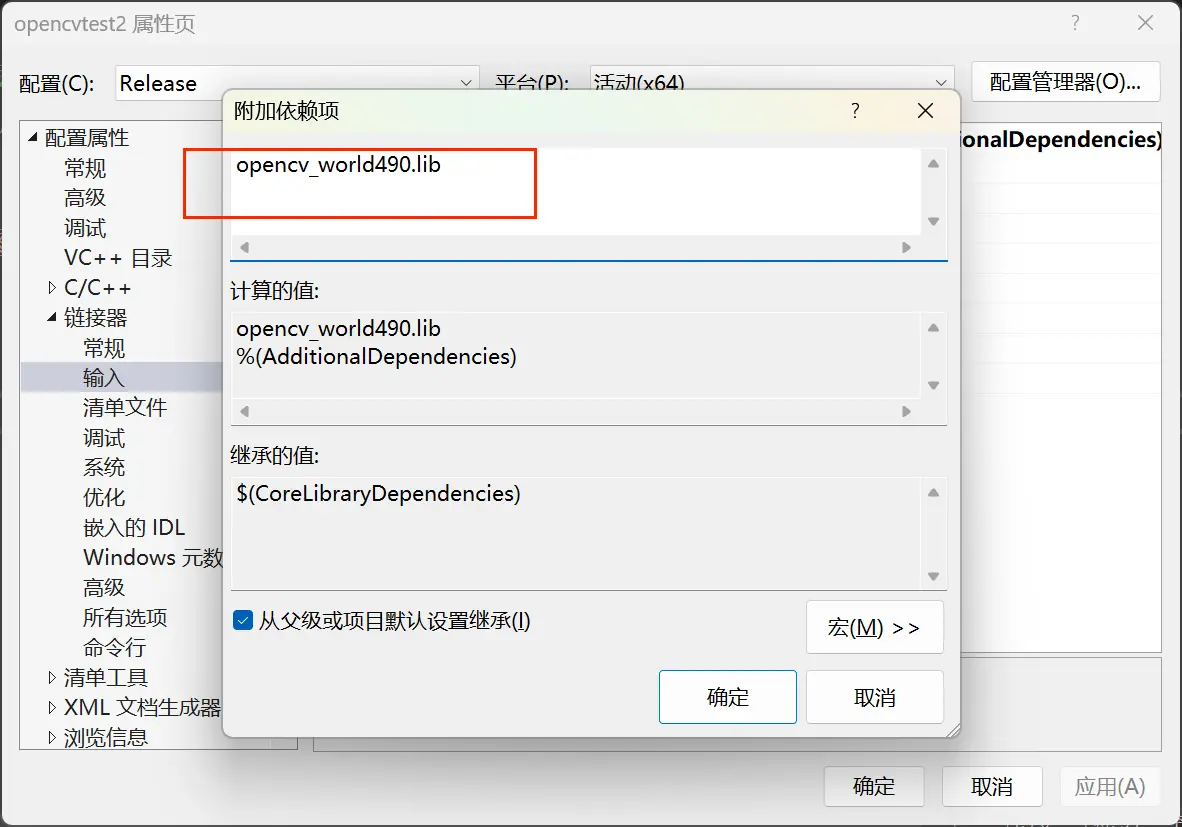 opencvtest2 属性页
?
配置(C):
Release
平台(P):
活动(x64)
配置管理器(O)...
附加依赖项
?
配置属性
常规
高级
调试
VC++ 目录
C/C++
链接器
常规
输入
清单文件
调试
系统
优化
嵌入的 IDL
Windows 元数
高级
所有选项
命令行
清单工具
XML 文档生成器
浏览信息
ionalDependencies)
opencv_world490.lib
计算的值:
opencv_world490.lib
%(AdditionalDependencies)
继承的值:
$(CoreLibraryDependencies)
从父级或项目默认设置继承(I)
宏(M) >>
确定
取消
确定
取消
应用(A)